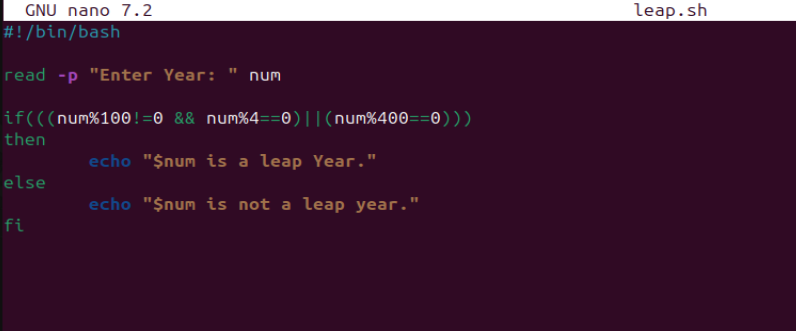 GNU nano 7.2 leap.sh
#!/bin/bash
read -p "Enter Year: " num
if(((num%100!=0 && num%4==0)||(num%400==0)))
then
echo "$num is a leap Year."
else
echo "$num is not a leap year."
fi